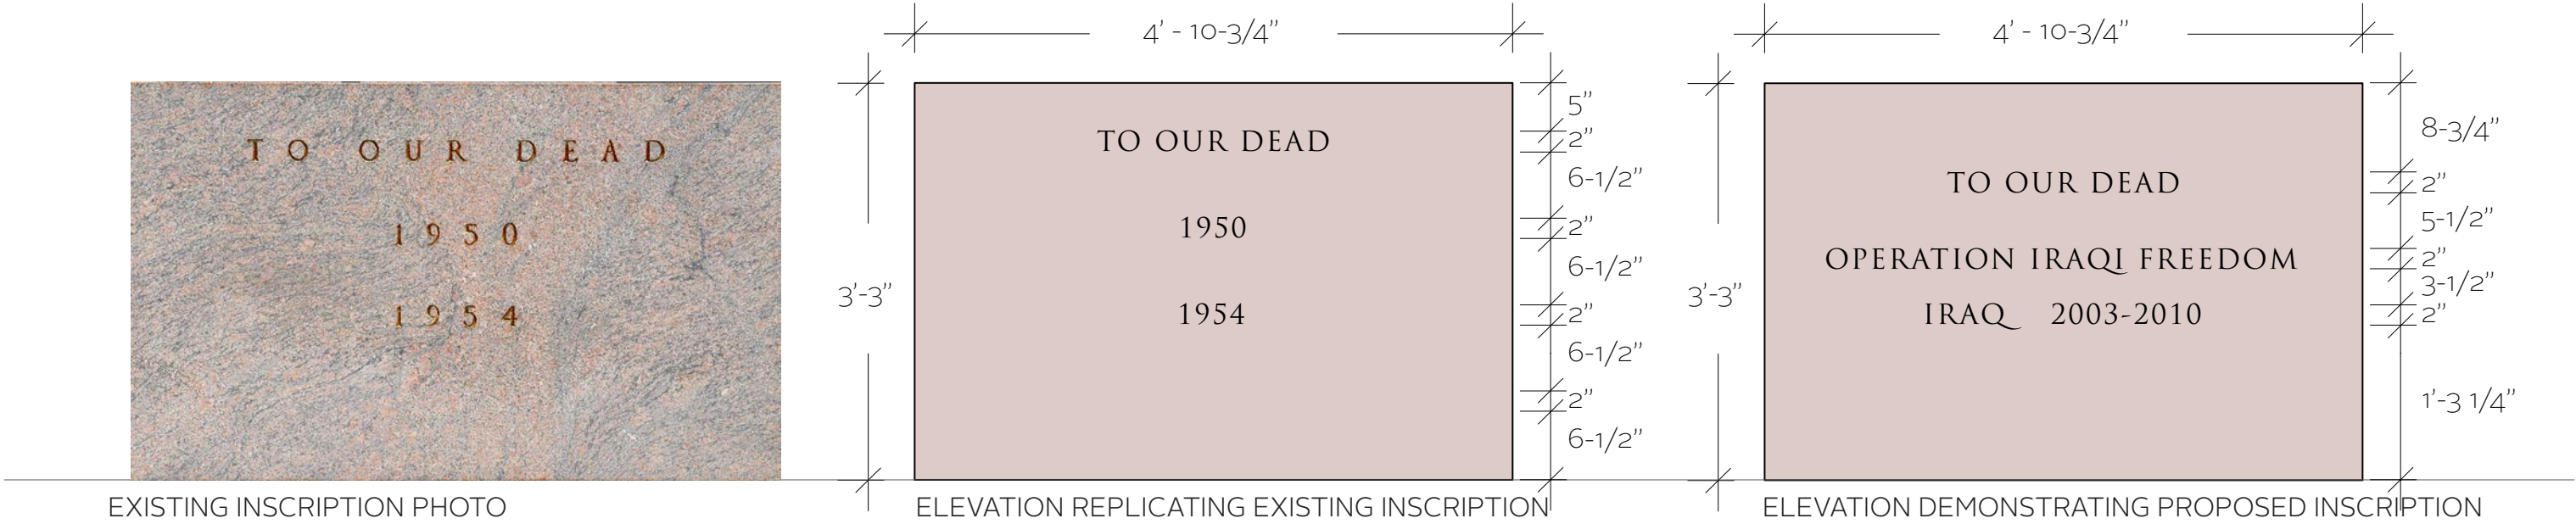 TO OUR DEAD
1950
1954
EXISTING INSCRIPTION PHOTO
4' - 10-3/4"
3'-3"
TO OUR DEAD
1950
1954
5"
2"
6-1/2"
2"
6-1/2"
2"
6-1/2"
2"
6-1/2"
ELEVATION REPLICATING EXISTING INSCRIPTION
4' - 10-3/4"
3'-3"
TO OUR DEAD
OPERATION IRAQI FREEDOM
IRAQ 2003-2010
8-3/4"
2"
5-1/2"
2"
3-1/2"
2"
1'-3 1/4"
ELEVATION DEMONSTRATING PROPOSED INSCRIPTION